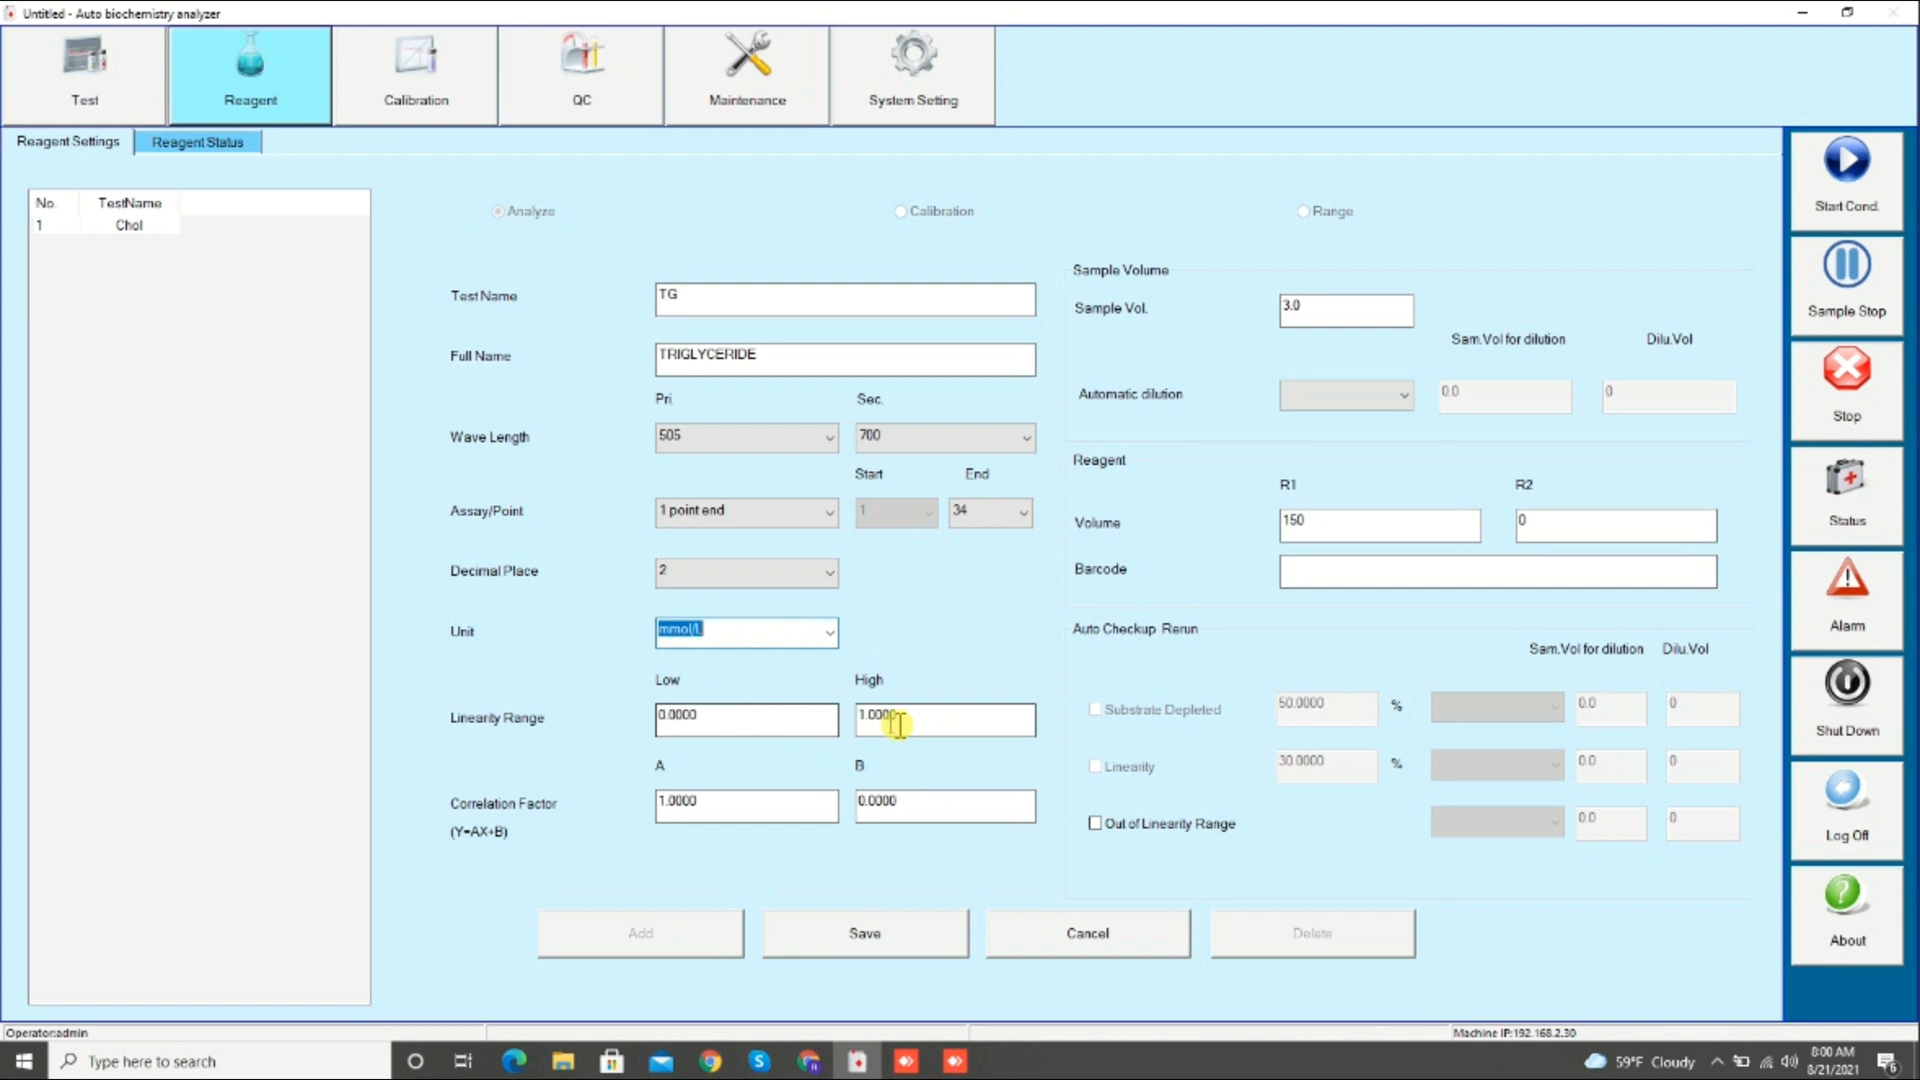 Untitled - Auto biochemistry analyzer
Test
Reagent
Calibration
QC
Maintenance
System Setting
Reagent Settings
Reagent Status
No. TestName
1 Chol
Analyze
Calibration
Range
Test Name TG
Full Name TRIGLYCERIDE
Pri. Sec.
Wave Length 505 700
Start End
Assay/Point 1 point end 1 34
Decimal Place 2
Unit mmol/L
Low High
Linearity Range 0.0000 1.0000
A B
Correlation Factor 1.0000 0.0000
(Y=AX+B)
Sample Volume
Sample Vol. 3.0
Sam.Vol for dilution Dilu.Vol
Automatic dilution 0.0 0
Reagent
R1 R2
Volume 150 0
Barcode
Auto Checkup Rerun
Sam.Vol for dilution Dilu.Vol
Substrate Depleted 50.0000 % 0.0 0
Linearity 30.0000 % 0.0 0
Out of Linearity Range 0.0 0
Add
Save
Cancel
Delete
Start Cond.
Sample Stop
Stop
Status
Alarm
Shut Down
Log Off
About
Operator:admin
Machine IP:192.168.2.30
Type here to search
59°F Cloudy
8:00 AM
8/21/2021
5